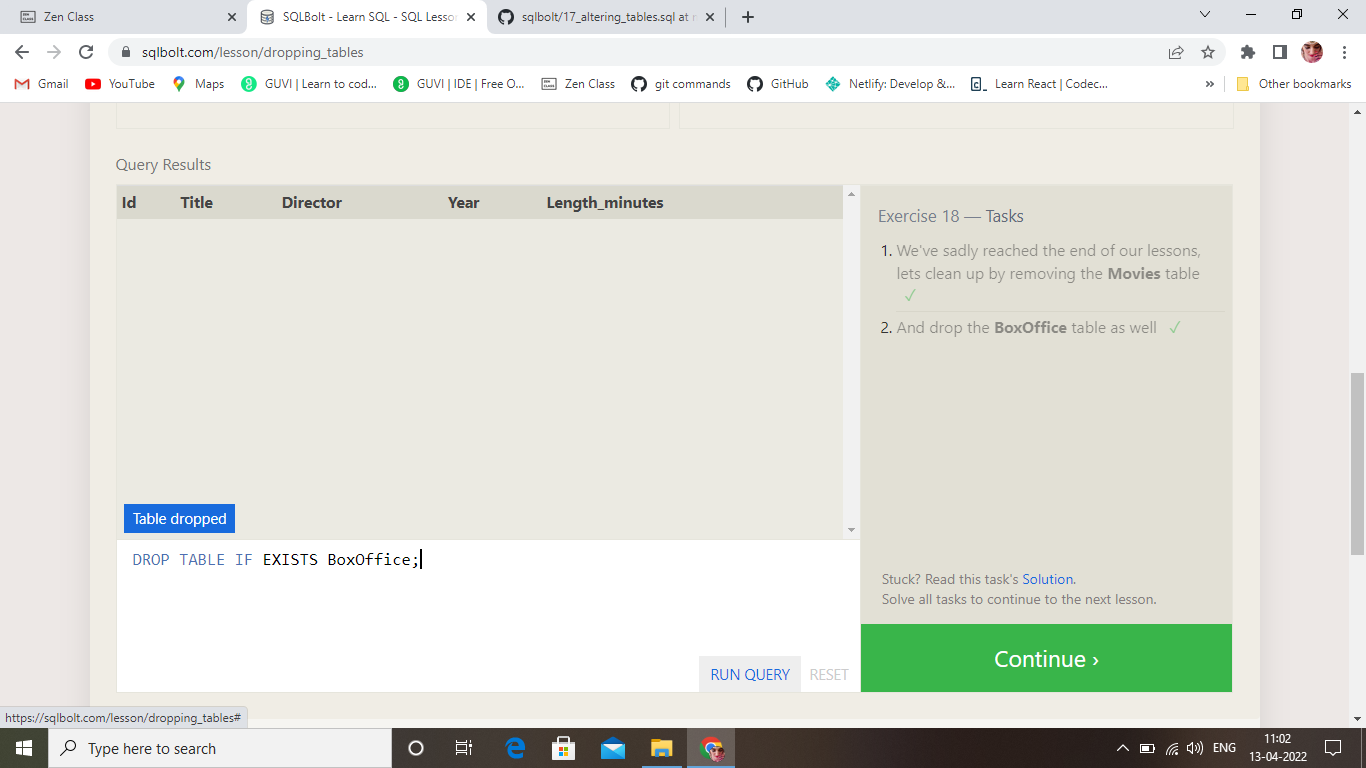 Zen Class
SQLBolt - Learn SQL - SQL Lesson
sqlbolt/17_altering_tables.sql at
sqlbolt.com/lesson/dropping_tables
Gmail
YouTube
Maps
GUVI | Learn to cod...
GUVI | IDE | Free O...
Zen Class
git commands
GitHub
Netlify: Develop &...
Learn React | Codec...
»
Other bookmarks
Query Results
Id Title Director Year Length_minutes
Table dropped
DROP TABLE IF EXISTS BoxOffice;
RUN QUERY RESET
Exercise 18 — Tasks
1. We've sadly reached the end of our lessons,
lets clean up by removing the Movies table
✓
2. And drop the BoxOffice table as well ✓
Stuck? Read this task's Solution.
Solve all tasks to continue to the next lesson.
Continue ›
https://sqlbolt.com/lesson/dropping_tables#
Type here to search
ENG
11:02
13-04-2022